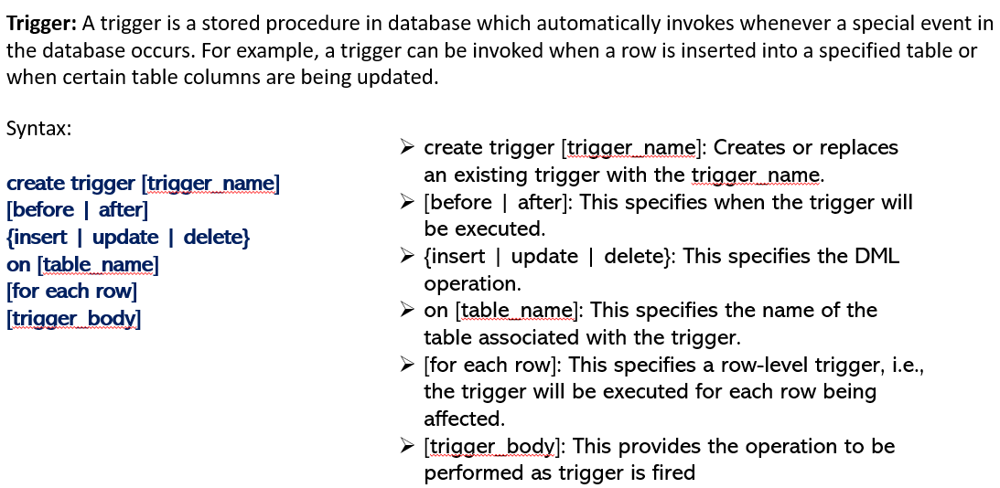 Trigger: A trigger is a stored procedure in database which automatically invokes whenever a special event in
the database occurs. For example, a trigger can be invoked when a row is inserted into a specified table or
when certain table columns are being updated.
Syntax:
create trigger [trigger_name]
[before | after]
{insert | update | delete}
on [table_name]
[for each row]
[trigger_body]
➢ create trigger [trigger_name]: Creates or replaces
an existing trigger with the trigger_name.
➢ [before | after]: This specifies when the trigger will
be executed.
➢ {insert | update | delete}: This specifies the DML
operation.
➢ on [table_name]: This specifies the name of the
table associated with the trigger.
➢ [for each row]: This specifies a row-level trigger, i.e.,
the trigger will be executed for each row being
affected.
➢ [trigger_body]: This provides the operation to be
performed as trigger is fired